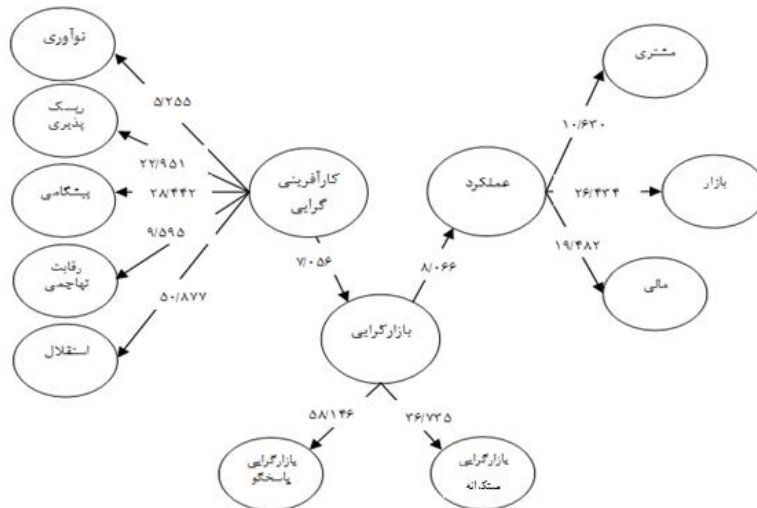 نوآوری
ریسک
پذیری
پیشگامی
رقابت
تهاجمی
استقلال
۵/۲۵۵
۲۲/۹۵۱
۲۸/۴۴۲
۹/۵۹۵
۵۰/۸۷۷
کارآفرینی
گرایی
۷/۰۵۶
بازارگرایی
۸/۰۶۶
عملکرد
۱۰/۶۳۰
۲۶/۴۳۴
۱۹/۴۸۲
مشتری
بازار
مالی
۵۸/۱۴۶
۳۶/۷۳۵
بازارگرایی
پاسخگو
بازارگرایی